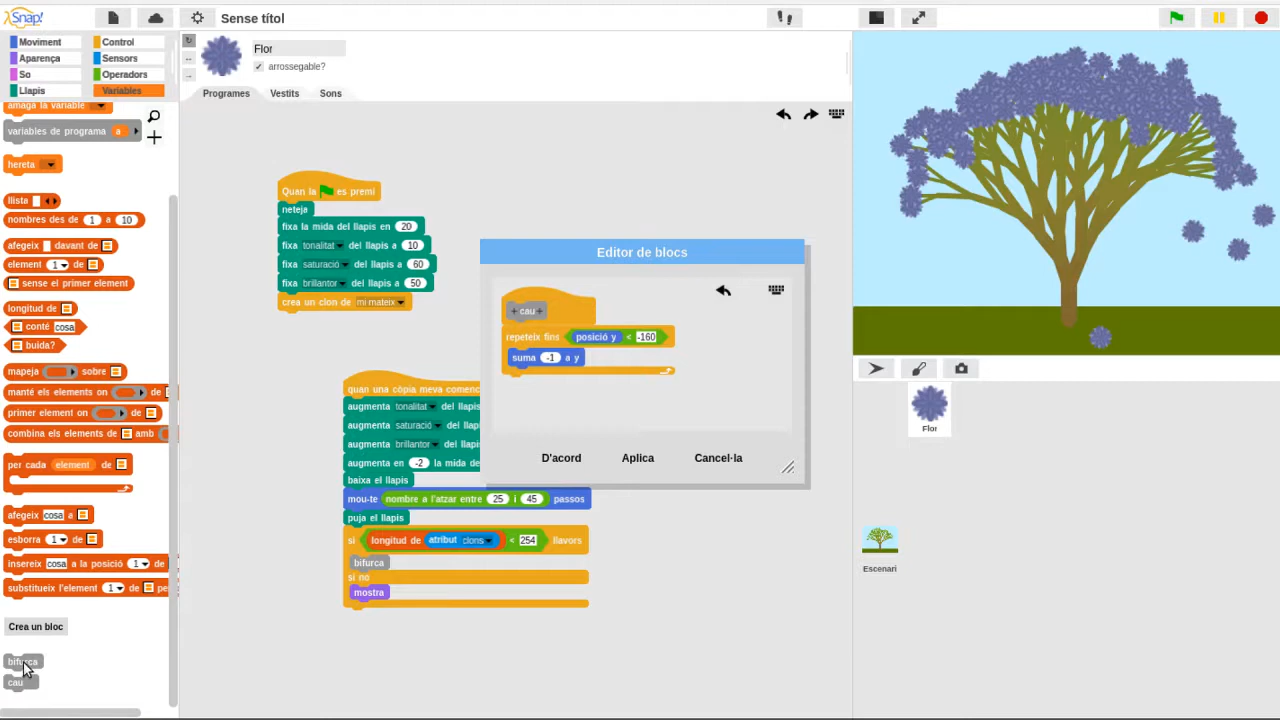 Snap!
Sense títol
Moviment
Control
Aparença
Sensors
So
Operadors
Llapis
Variables
Flor
arrossegable?
Programes
Vestits
Sons
amaga la variable
variables de programa a
hereta
llista
nombres des de 1 a 10
afegeix davant de
element 1 de
sense el primer element
longitud de
conté cosa
buida?
mapeja sobre
manté els elements on de
primer element on de
combina els elements de amb
per cada element de
afegeix cosa a
esborra 1 de
insereix cosa a la posició 1 de
substitueix l'element 1 de
Crea un bloc
bifurca
cau
Quan la es premi
neteja
fixa la mida del llapis en 20
fixa tonalitat del llapis a 10
fixa saturació del llapis a 60
fixa brillantor del llapis a 50
crea un clon de mi mateix
quan una còpia meva comenc
augmenta tonalitat del llapis
augmenta saturació del llap
augmenta brillantor del llap
augmenta en -2 la mida de
baixa el llapis
mou-te nombre a l'atzar entre 25 i 45 passos
puja el llapis
si longitud de atribut clons < 254 llavors
bifurca
si no
mostra
Editor de blocs
+ cau +
repeteix fins posició y < -160
suma -1 a y
D'acord
Aplica
Cancel·la
Flor
Escenari